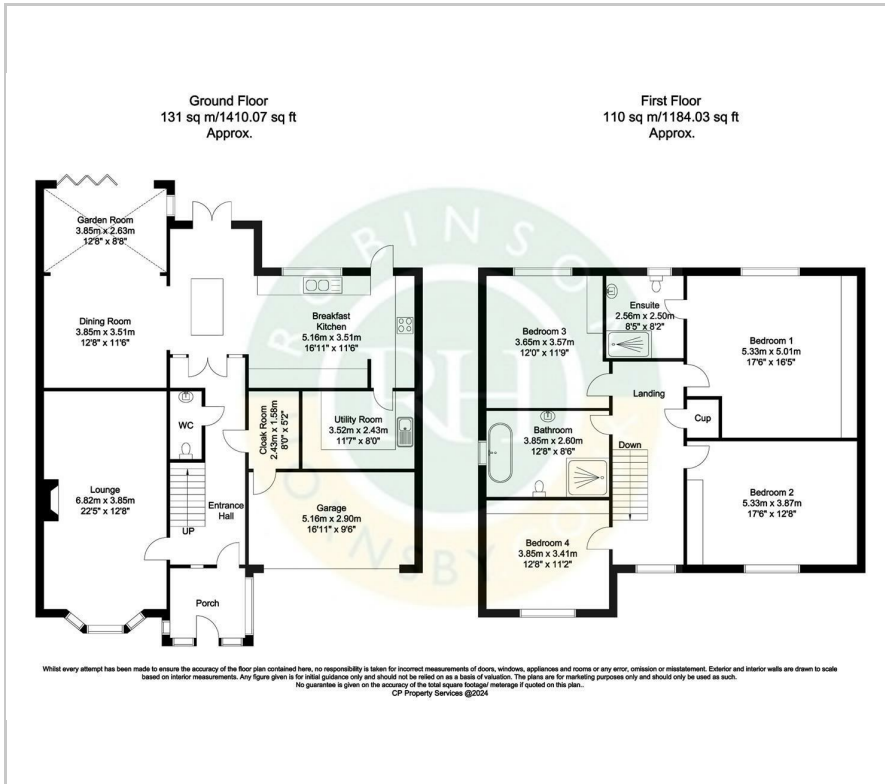 Ground Floor
131 sq m/1410.07 sq ft
Approx.
First Floor
110 sq m/1184.03 sq ft
Approx.
Garden Room
3.85m x 2.63m
12'8" x 8'8"
Dining Room
3.85m x 3.51m
12'8" x 11'6"
Breakfast
Kitchen
5.16m x 3.51m
16'11" x 11'6"
WC
Cloak Room
2.43m x 1.58m
8'0" x 5'2"
Utility Room
3.52m x 2.43m
11'7" x 8'0"
Lounge
6.82m x 3.85m
22'5" x 12'8"
UP
Entrance
Hall
Garage
5.16m x 2.90m
16'11" x 9'6"
Porch
Bedroom 3
3.65m x 3.57m
12'0" x 11'9"
Ensuite
2.56m x 2.50m
8'5" x 8'2"
Bedroom 1
5.33m x 5.01m
17'6" x 16'5"
Landing
Cup
Bathroom
3.85m x 2.60m
12'8" x 8'6"
Down
Bedroom 2
5.33m x 3.87m
17'6" x 12'8"
Bedroom 4
3.85m x 3.41m
12'8" x 11'2"
ROBINSON
RH
Whilst every attempt has been made to ensure the accuracy of the floor plan contained here, no responsibility is taken for incorrect measurements of doors, windows, appliances and rooms or any error, omission or misstatement. Exterior and interior walls are drawn to scale
based on interior measurements. Any figure given is for initial guidance only and should not be relied on as a basis of valuation. The plans are for marketing purposes only and should only be used as such.
No guarantee is given on the accuracy of the total square footage/ meterage if quoted on this plan..
CP Property Services @2024